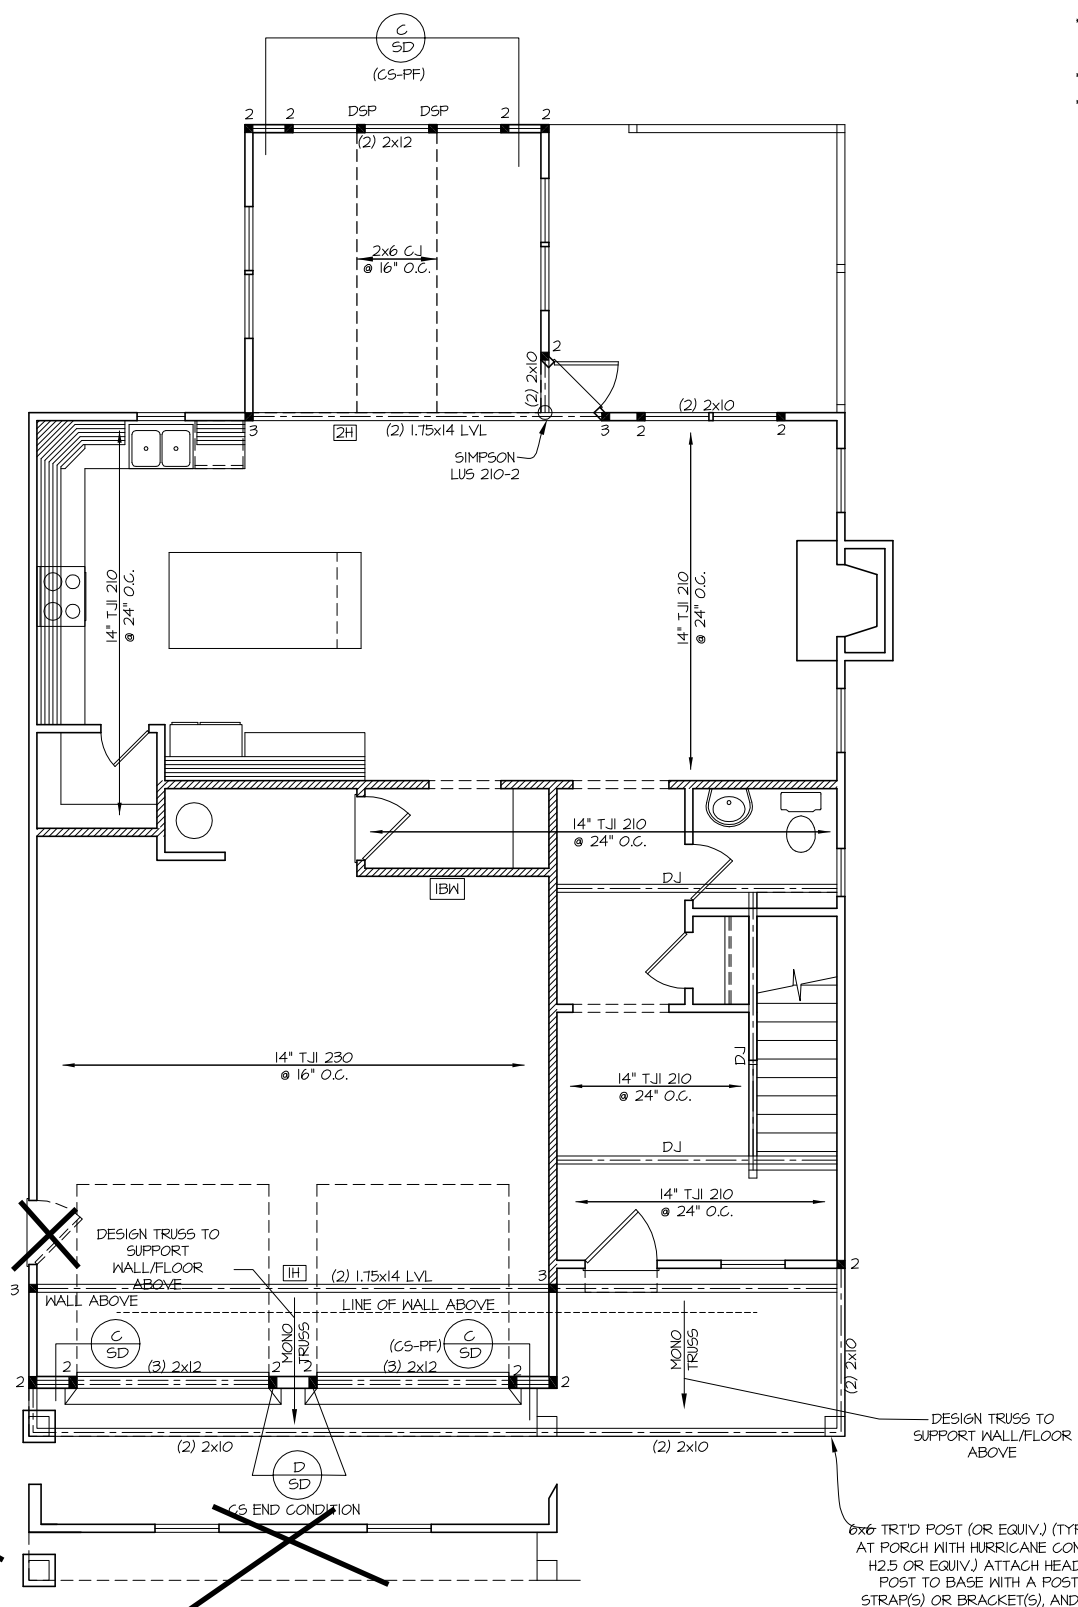 C
SD
(CS-PF)
2
2
DSP
DSP
2
2
(2) 2x12
2x6 CJ
@ 16" O.C.
2
(2) 2x10
(2) 2x10
3
2H
(2) 1.75x14 LVL
3
2
2
SIMPSON
LUS 210-2
14" TJI 210
@ 24" O.C.
14" TJI 210
@ 24" O.C.
14" TJI 210
@ 24" O.C.
DJ
1BW
14" TJI 230
@ 16" O.C.
DJ
14" TJI 210
@ 24" O.C.
DJ
14" TJI 210
@ 24" O.C.
DESIGN TRUSS TO
SUPPORT
WALL/FLOOR
ABOVE
1H
(2) 1.75x14 LVL
3
3
2
WALL ABOVE
LINE OF WALL ABOVE
C
SD
(CS-PF)
C
SD
MONO
TRUSS
MONO
TRUSS
(2) 2x10
2
2
(3) 2x12
2
2
(3) 2x12
2
2
(2) 2x10
(2) 2x10
DESIGN TRUSS TO
SUPPORT WALL/FLOOR
ABOVE
D
SD
CS END CONDITION
6x6 TRT'D POST (OR EQUIV.) (TYP
AT PORCH WITH HURRICANE CON
H2.5 OR EQUIV.) ATTACH HEAD
POST TO BASE WITH A POST
STRAP(S) OR BRACKET(S), AND